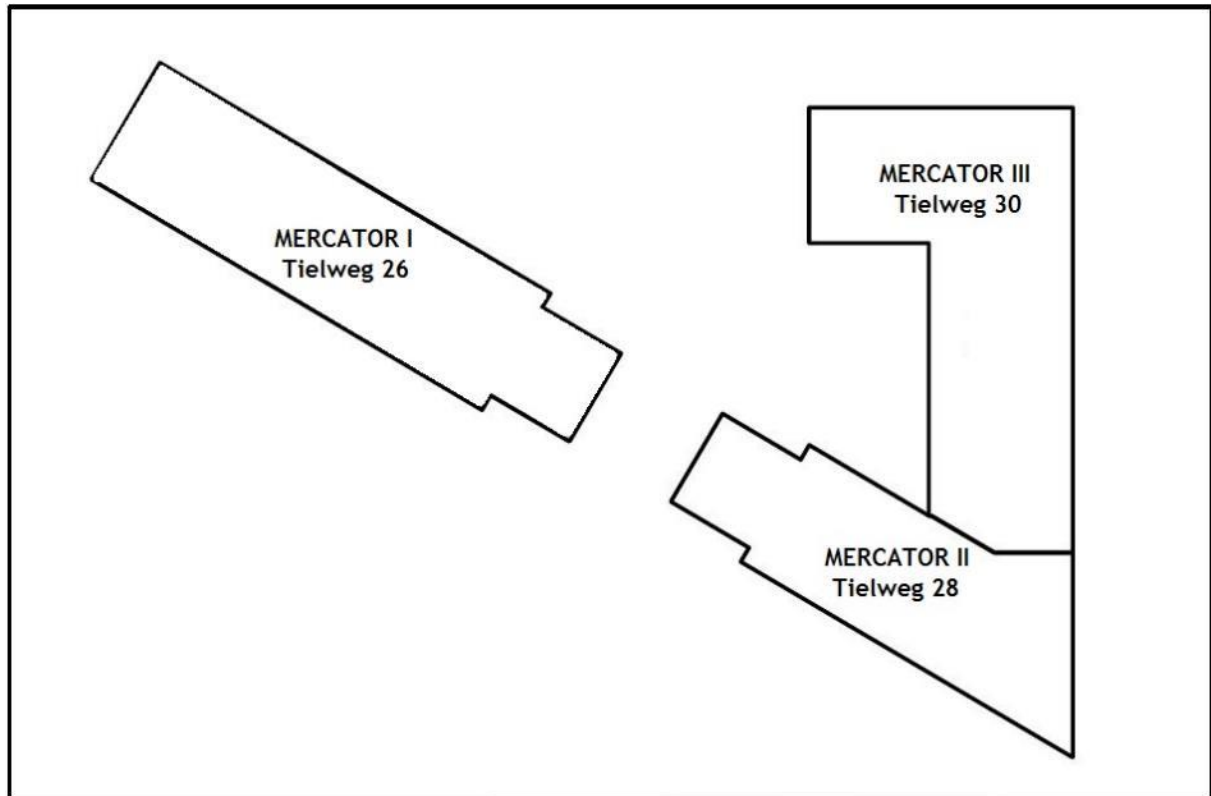 MERCATOR I
Tielweg 26
MERCATOR III
Tielweg 30
MERCATOR II
Tielweg 28